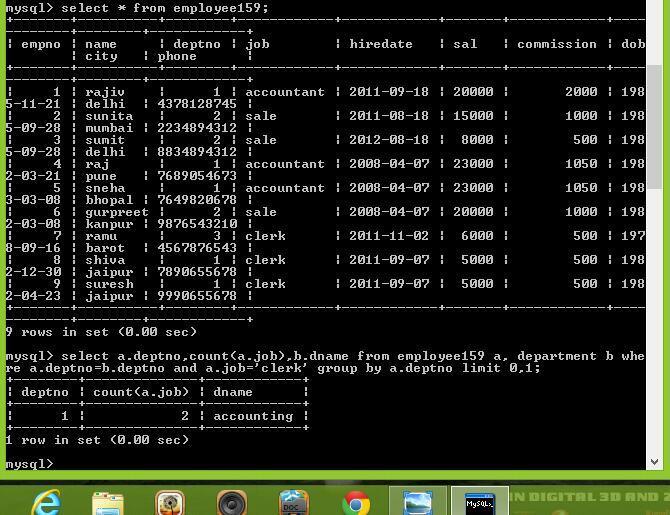 mysql> select * from employee159;
| empno | name | deptno | job | hiredate | sal | commission | dob
| city | phone |
| 1 | rajiv | 1 | accountant | 2011-09-18 | 20000 | 2000 | 198
5-11-21 | delhi | 4378128745 |
| 2 | sunita | 2 | sale | 2011-08-18 | 15000 | 1000 | 198
5-09-28 | mumbai | 2234894312 |
| 3 | sumit | 2 | sale | 2012-08-18 | 8000 | 500 | 198
5-09-28 | delhi | 8834894312 |
| 4 | raj | 1 | accountant | 2008-04-07 | 23000 | 1050 | 198
2-03-21 | pune | 7689054673 |
| 5 | sneha | 1 | accountant | 2008-04-07 | 23000 | 1050 | 198
3-03-08 | bhopal | 7649820678 |
| 6 | gurpreet | 2 | sale | 2008-04-07 | 20000 | 1000 | 198
2-03-08 | kanpur | 9876543210 |
| 7 | ramu | 3 | clerk | 2011-11-02 | 6000 | 500 | 197
8-09-16 | barot | 4567876543 |
| 8 | shiva | 1 | clerk | 2011-09-07 | 5000 | 500 | 198
2-12-30 | jaipur | 7890655678 |
| 9 | suresh | 1 | clerk | 2011-09-07 | 5000 | 500 | 198
2-04-23 | jaipur | 9990655678 |
9 rows in set (0.00 sec)
mysql> select a.deptno,count(a.job),b.dname from employee159 a, department b whe
re a.deptno=b.deptno and a.job='clerk' group by a.deptno limit 0,1;
| deptno | count(a.job) | dname |
| 1 | 2 | accounting |
1 row in set (0.00 sec)
mysql>
DOC
MySQL
IN DIGITAL 3D AND 2